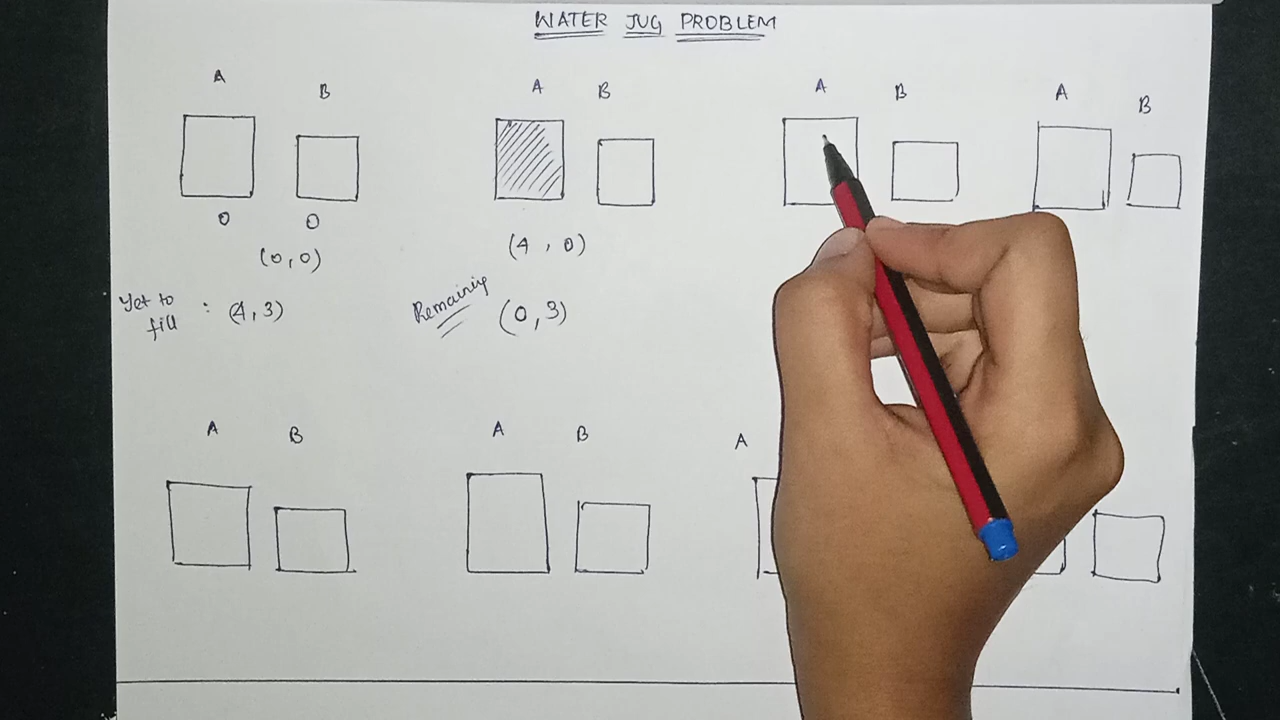 WATER JUG PROBLEM
A B A B A B A B
0 0
(0,0)
(4, 0)
Yet to fill : (4,3)
Remaining (0,3)
A B A B A